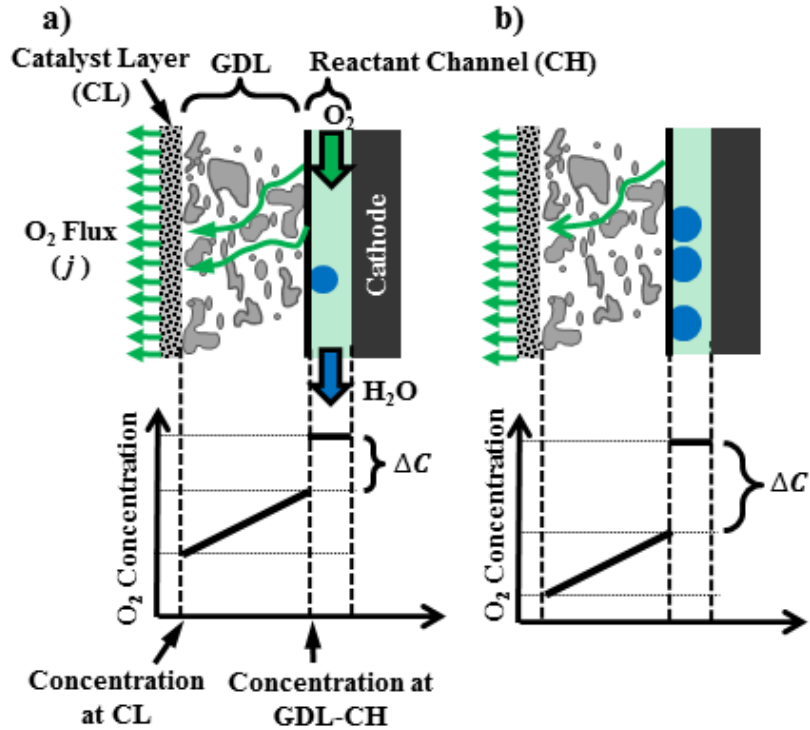 a)
Catalyst Layer
(CL)
GDL
Reactant Channel (CH)
O₂
O₂ Flux
(j)
Cathode
H₂O
ΔC
O₂ Concentration
Concentration
at CL
Concentration at
GDL-CH
b)
ΔC
O₂ Concentration